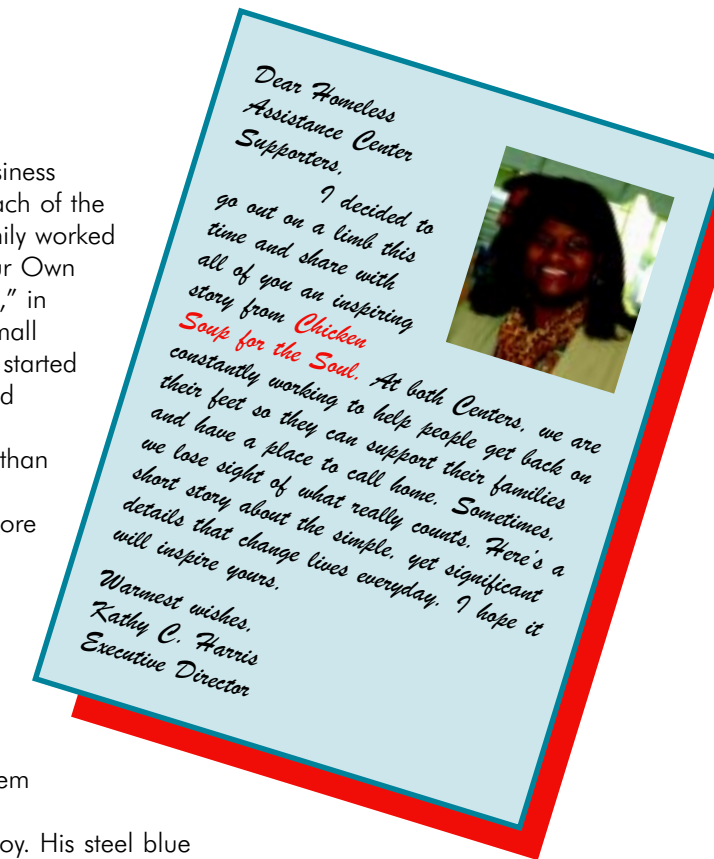 siness
ach of the
nily worked
ur Own
," in
mall
started
d
than
ore
em
oy. His steel blue
Dear Homeless
Assistance Center
Supporters,
I decided to
go out on a limb this
time and share with
all of you an inspiring
story from Chicken
Soup for the Soul. At both Centers, we are
constantly working to help people get back on
their feet so they can support their families
and have a place to call home. Sometimes,
we lose sight of what really counts. Here's a
short story about the simple, yet significant
details that change lives everyday. I hope it
will inspire yours.
Warmest wishes,
Kathy C. Harris
Executive Director